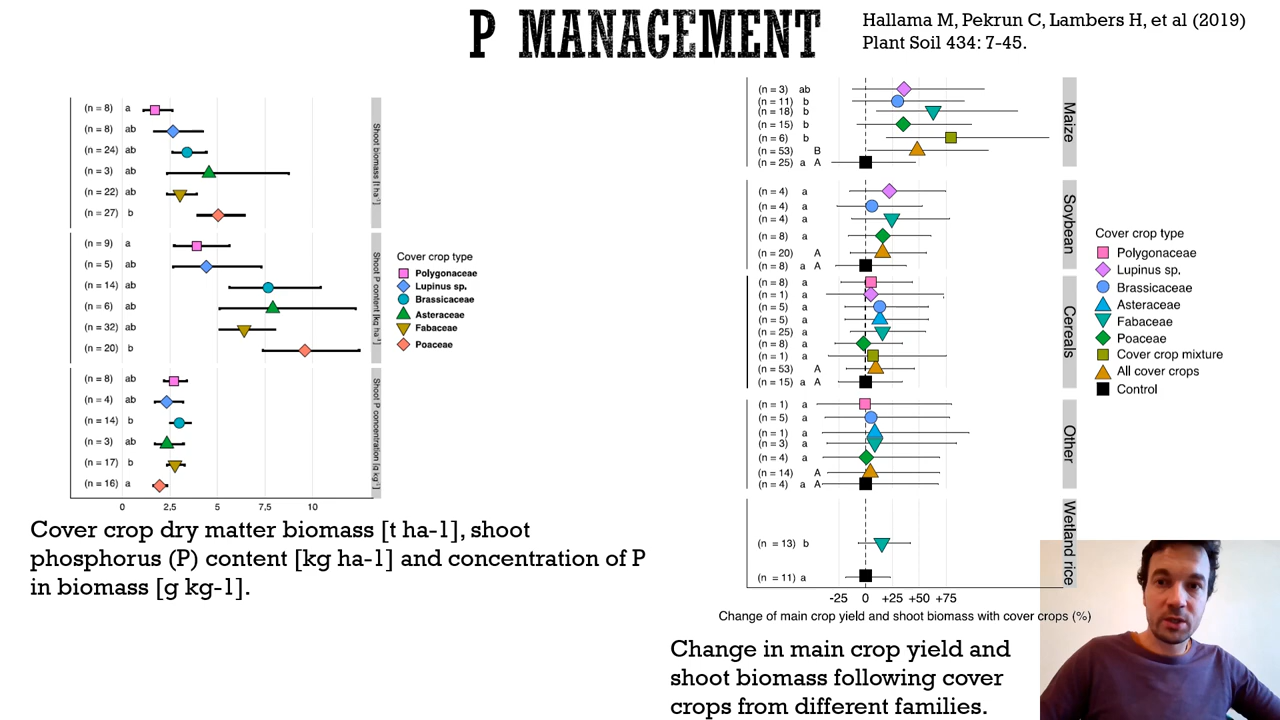 P MANAGEMENT
Hallama M, Pekrun C, Lambers H, et al (2019)
Plant Soil 434: 7-45.
(n = 8) a
(n = 8) ab
(n = 24) ab
(n = 3) ab
(n = 22) ab
(n = 27) b
Shoot biomass [t ha⁻¹]
(n = 9) a
(n = 5) ab
(n = 14) ab
(n = 6) ab
(n = 32) ab
(n = 20) b
Shoot P content [kg ha⁻¹]
(n = 8) ab
(n = 4) ab
(n = 14) b
(n = 3) ab
(n = 17) b
(n = 16) a
Shoot P concentration [g kg⁻¹]
0 2,5 5 7,5 10
Cover crop type
Polygonaceae
Lupinus sp.
Brassicaceae
Asteraceae
Fabaceae
Poaceae
Cover crop dry matter biomass [t ha-1], shoot
phosphorus (P) content [kg ha-1] and concentration of P
in biomass [g kg-1].
(n = 3) ab
(n = 11) b
(n = 18) b
(n = 15) b
(n = 6) b
(n = 53) B
(n = 25) a A
Maize
(n = 4) a
(n = 4) a
(n = 4) a
(n = 8) a
(n = 20) A
(n = 8) a A
Soybean
(n = 8) a
(n = 1) a
(n = 5) a
(n = 5) a
(n = 25) a
(n = 8) a
(n = 1) a
(n = 53) A
(n = 15) a A
Cereals
(n = 1) a
(n = 5) a
(n = 1) a
(n = 3) a
(n = 4) a
(n = 14) A
(n = 4) a A
Other
(n = 13) b
(n = 11) a
Wetland rice
-25 0 +25 +50 +75
Change of main crop yield and shoot biomass with cover crops (%)
Cover crop type
Polygonaceae
Lupinus sp.
Brassicaceae
Asteraceae
Fabaceae
Poaceae
Cover crop mixture
All cover crops
Control
Change in main crop yield and
shoot biomass following cover
crops from different families.